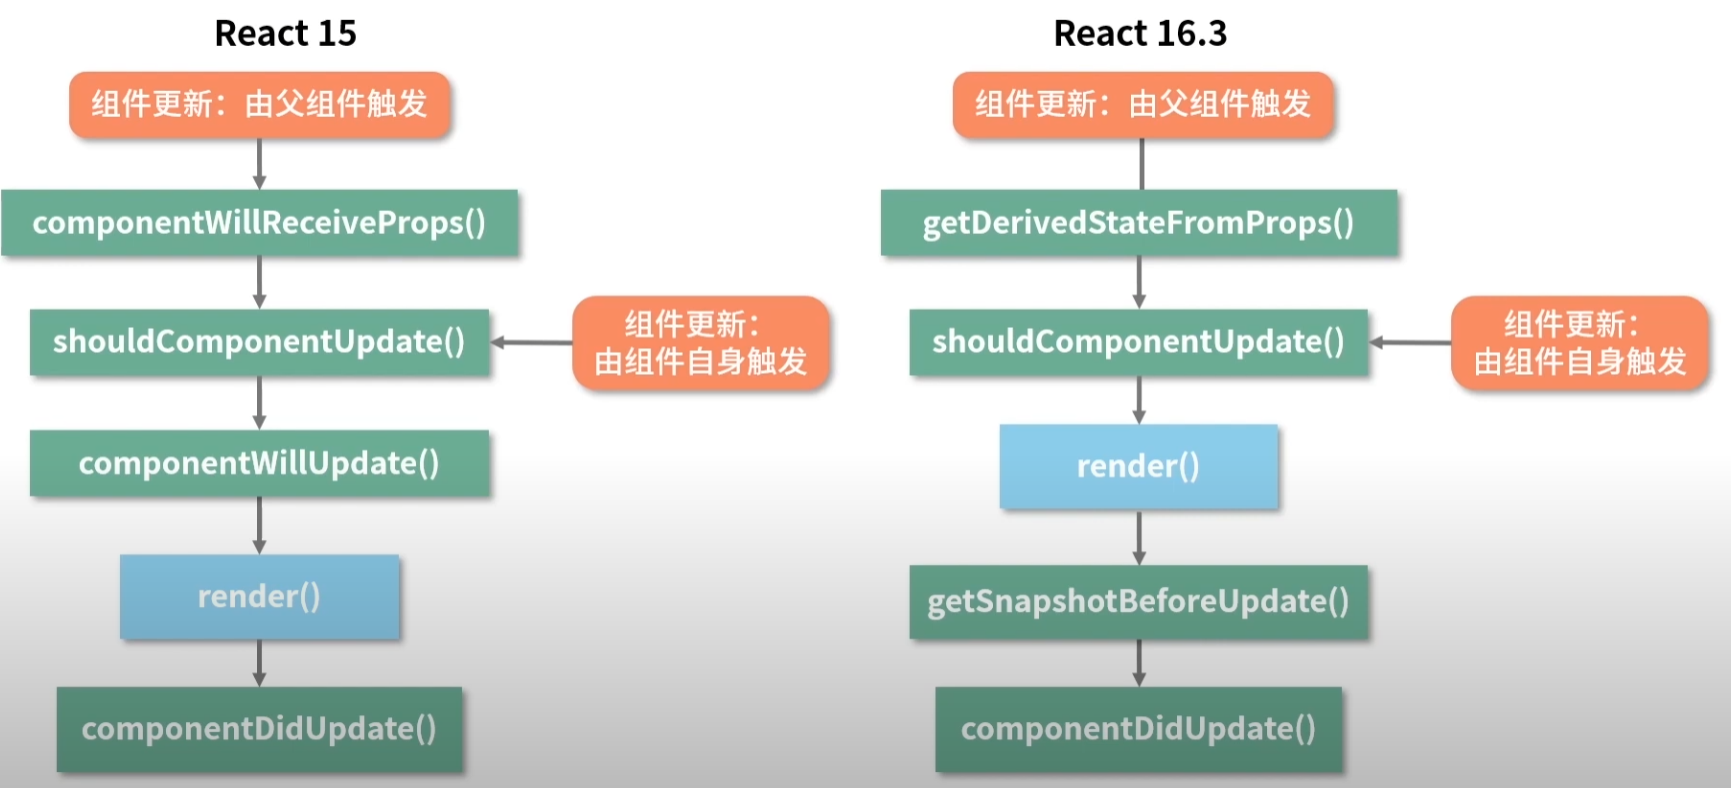 React 15
组件更新：由父组件触发
componentWillReceiveProps()
shouldComponentUpdate()
组件更新：
由组件自身触发
componentWillUpdate()
render()
componentDidUpdate()
React 16.3
组件更新：由父组件触发
getDerivedStateFromProps()
shouldComponentUpdate()
组件更新：
由组件自身触发
render()
getSnapshotBeforeUpdate()
componentDidUpdate()